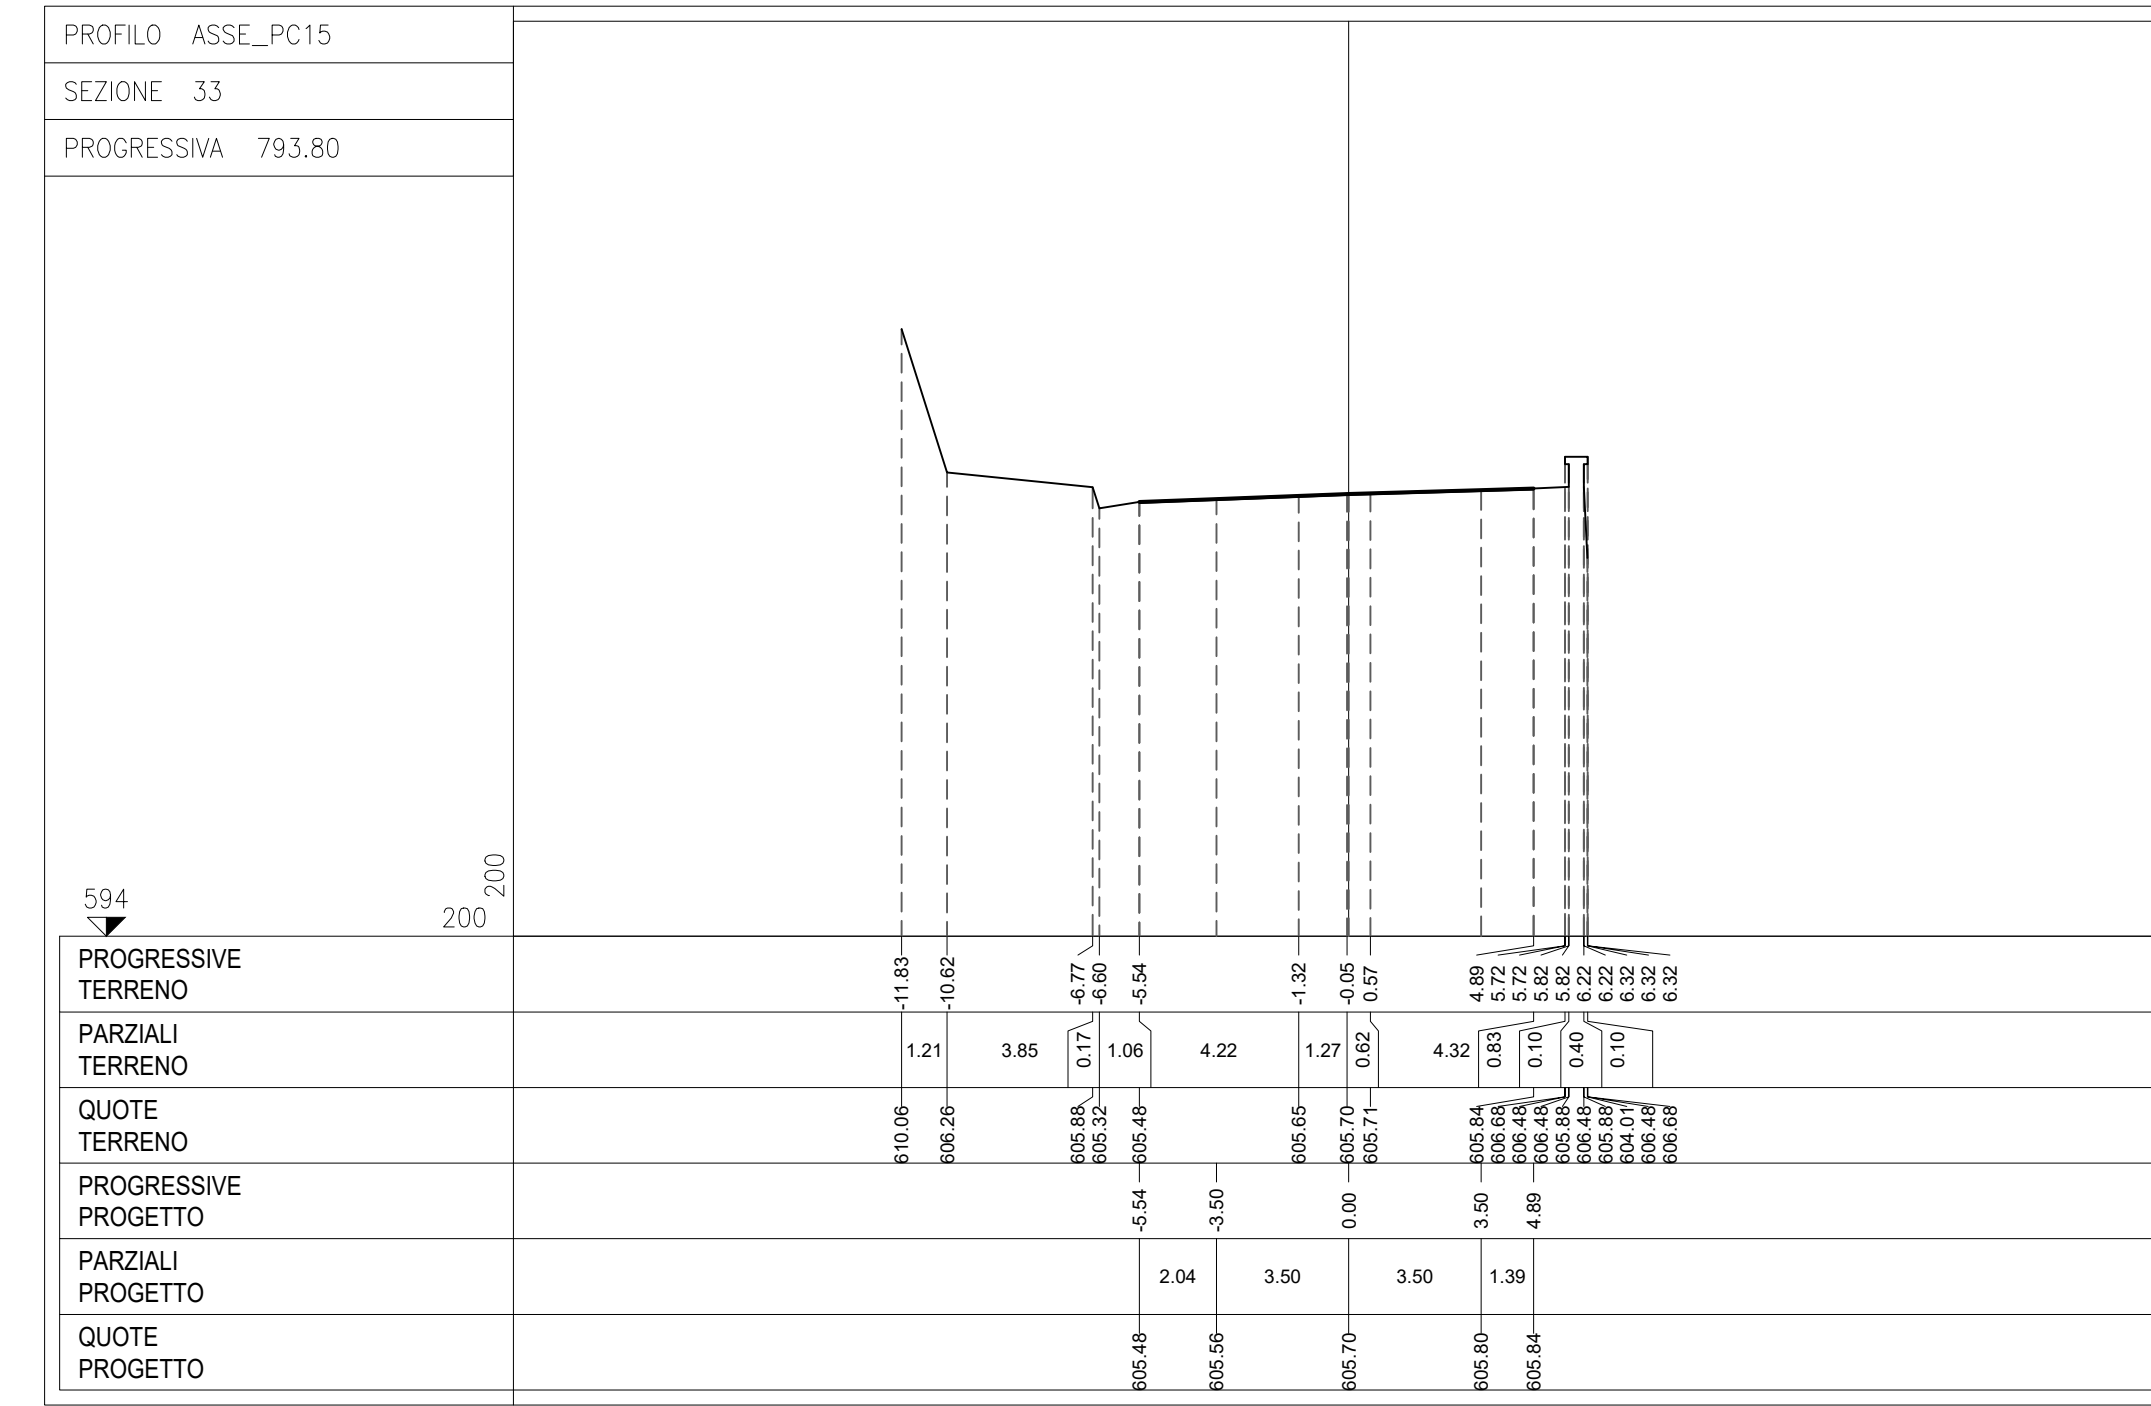 PROFILO ASSE_PC15
SEZIONE 33
PROGRESSIVA 793.80
594
200
200
PROGRESSIVE
TERRENO
-11.83 -10.62 -6.77 -6.60 -5.54 -1.32 -0.05 0.57 4.89 5.72 5.72 5.82 5.82 6.22 6.22 6.32 6.32 6.32
PARZIALI
TERRENO
1.21 3.85 0.17 1.06 4.22 1.27 0.62 4.32 0.83 0.10 0.40 0.10
QUOTE
TERRENO
610.06 606.26 605.88 605.32 605.48 605.65 605.70 605.71 605.84 606.68 606.48 606.48 605.88 606.48 605.88 604.01 606.48 606.68
PROGRESSIVE
PROGETTO
-5.54 -3.50 0.00 3.50 4.89
PARZIALI
PROGETTO
2.04 3.50 3.50 1.39
QUOTE
PROGETTO
605.48 605.56 605.70 605.80 605.84